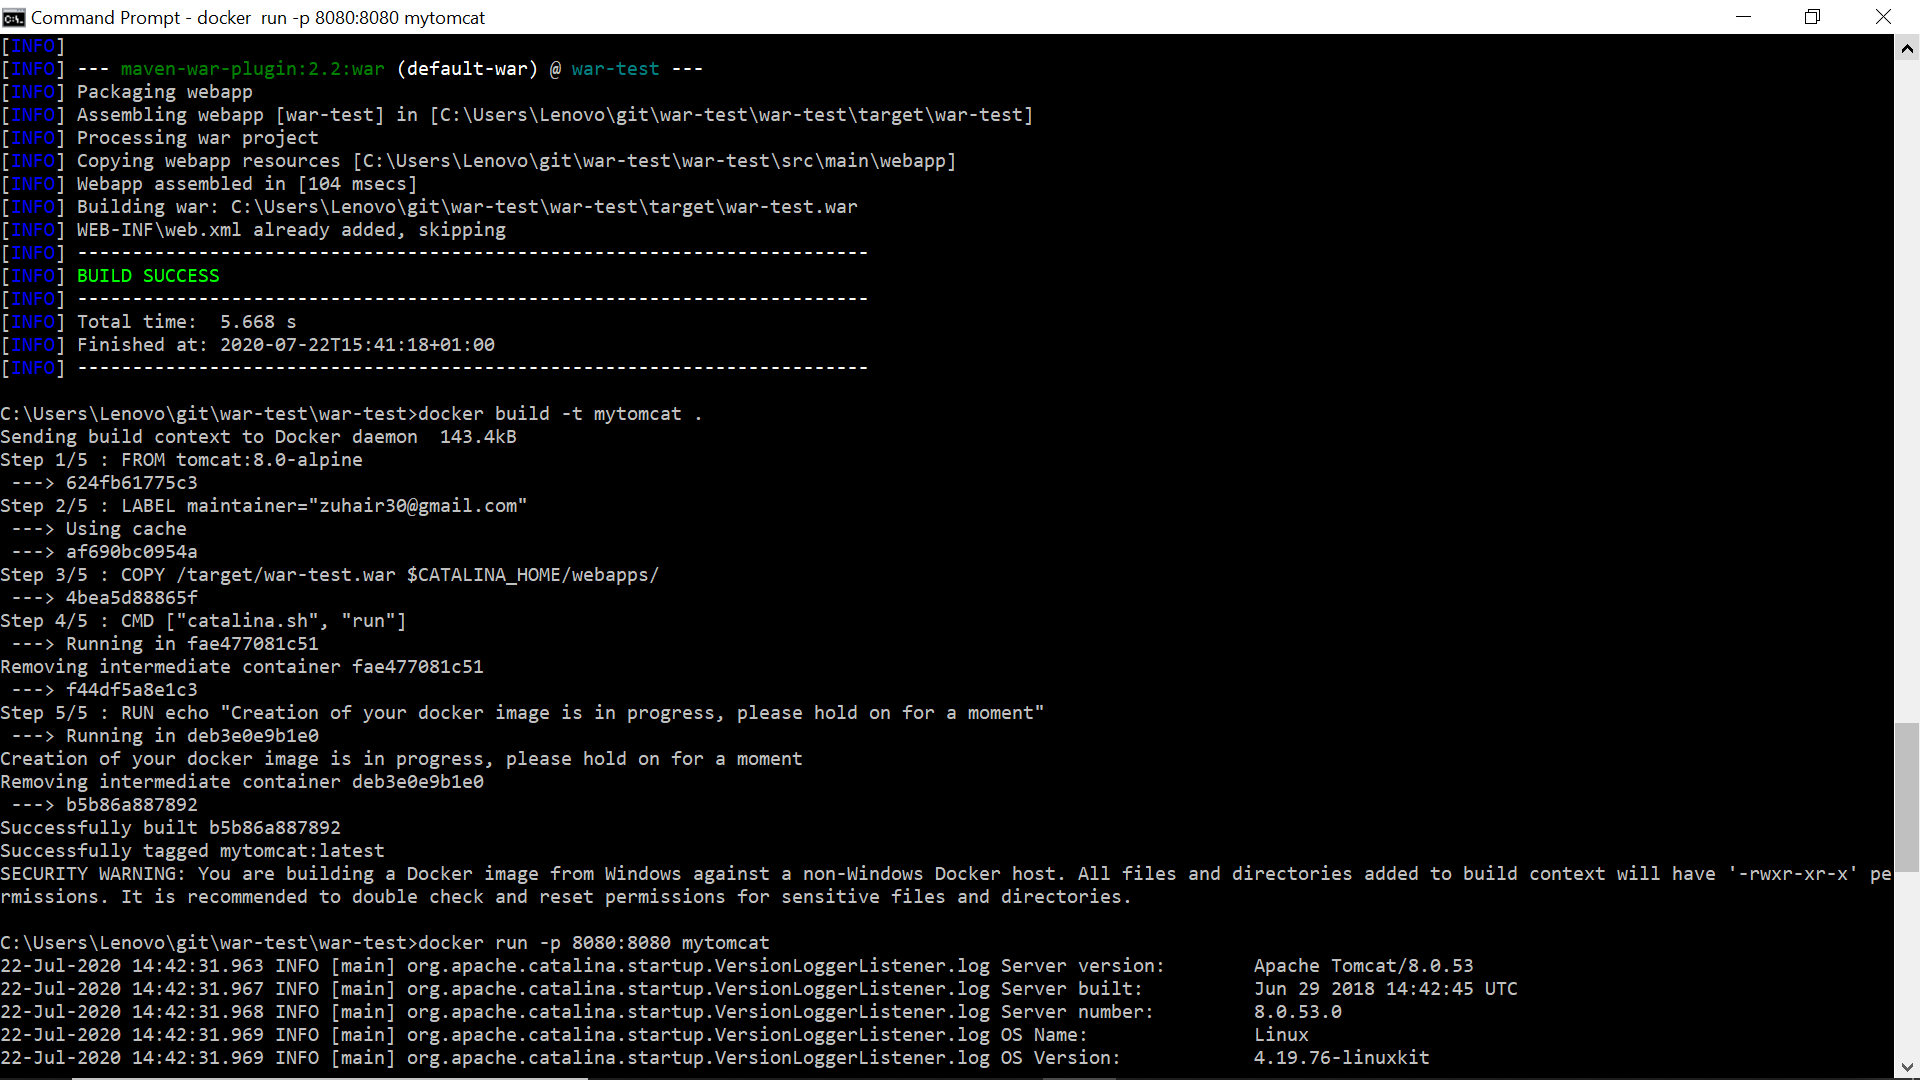 Command Prompt - docker  run -p 8080:8080 mytomcat
[INFO]
[INFO] --- maven-war-plugin:2.2:war (default-war) @ war-test ---
[INFO] Packaging webapp
[INFO] Assembling webapp [war-test] in [C:\Users\Lenovo\git\war-test\war-test\target\war-test]
[INFO] Processing war project
[INFO] Copying webapp resources [C:\Users\Lenovo\git\war-test\war-test\src\main\webapp]
[INFO] Webapp assembled in [104 msecs]
[INFO] Building war: C:\Users\Lenovo\git\war-test\war-test\target\war-test.war
[INFO] WEB-INF\web.xml already added, skipping
[INFO] ------------------------------------------------------------------------
[INFO] BUILD SUCCESS
[INFO] ------------------------------------------------------------------------
[INFO] Total time:  5.668 s
[INFO] Finished at: 2020-07-22T15:41:18+01:00
[INFO] ------------------------------------------------------------------------
C:\Users\Lenovo\git\war-test\war-test>docker build -t mytomcat .
Sending build context to Docker daemon  143.4kB
Step 1/5 : FROM tomcat:8.0-alpine
 ---> 624fb61775c3
Step 2/5 : LABEL maintainer="zuhair30@gmail.com"
 ---> Using cache
 ---> af690bc0954a
Step 3/5 : COPY /target/war-test.war $CATALINA_HOME/webapps/
 ---> 4bea5d88865f
Step 4/5 : CMD ["catalina.sh", "run"]
 ---> Running in fae477081c51
Removing intermediate container fae477081c51
 ---> f44df5a8e1c3
Step 5/5 : RUN echo "Creation of your docker image is in progress, please hold on for a moment"
 ---> Running in deb3e0e9b1e0
Creation of your docker image is in progress, please hold on for a moment
Removing intermediate container deb3e0e9b1e0
 ---> b5b86a887892
Successfully built b5b86a887892
Successfully tagged mytomcat:latest
SECURITY WARNING: You are building a Docker image from Windows against a non-Windows Docker host. All files and directories added to build context will have '-rwxr-xr-x' pe
rmissions. It is recommended to double check and reset permissions for sensitive files and directories.
C:\Users\Lenovo\git\war-test\war-test>docker run -p 8080:8080 mytomcat
22-Jul-2020 14:42:31.963 INFO [main] org.apache.catalina.startup.VersionLoggerListener.log Server version:        Apache Tomcat/8.0.53
22-Jul-2020 14:42:31.967 INFO [main] org.apache.catalina.startup.VersionLoggerListener.log Server built:          Jun 29 2018 14:42:45 UTC
22-Jul-2020 14:42:31.968 INFO [main] org.apache.catalina.startup.VersionLoggerListener.log Server number:         8.0.53.0
22-Jul-2020 14:42:31.969 INFO [main] org.apache.catalina.startup.VersionLoggerListener.log OS Name:               Linux
22-Jul-2020 14:42:31.969 INFO [main] org.apache.catalina.startup.VersionLoggerListener.log OS Version:            4.19.76-linuxkit